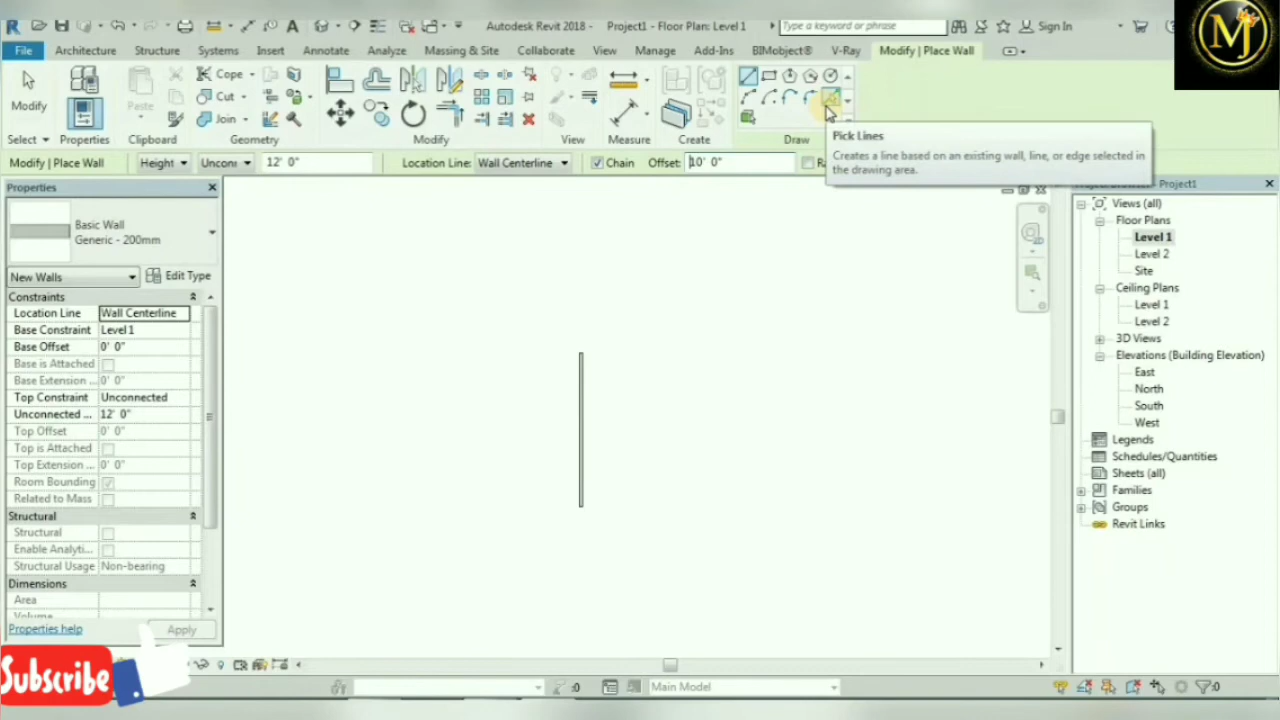 Autodesk Revit 2018 - Project1 - Floor Plan: Level 1
Type a keyword or phrase
Sign In
MJ
File Architecture Structure Systems Insert Annotate Analyze Massing & Site Collaborate View Manage Add-Ins BIMobject® V-Ray Modify | Place Wall
Modify
Paste
Cope
Cut
Join
Select Properties Clipboard Geometry Modify View Measure Create Draw
Modify | Place Wall Height Uncon 12' 0" Location Line: Wall Centerline Chain Offset: 10' 0"
Pick Lines
Creates a line based on an existing wall, line, or edge selected in
the drawing area.
Properties
Basic Wall
Generic - 200mm
New Walls Edit Type
Constraints
Location Line Wall Centerline
Base Constraint Level 1
Base Offset 0' 0"
Base is Attached
Base Extension ... 0' 0"
Top Constraint Unconnected
Unconnected ... 12' 0"
Top Offset 0' 0"
Top is Attached
Top Extension ... 0' 0"
Room Bounding
Related to Mass
Structural
Structural
Enable Analyti...
Structural Usage Non-bearing
Dimensions
Area
Volume
Properties help Apply
Project1
Views (all)
Floor Plans
Level 1
Level 2
Site
Ceiling Plans
Level 1
Level 2
3D Views
Elevations (Building Elevation)
East
North
South
West
Legends
Schedules/Quantities
Sheets (all)
Families
Groups
Revit Links
Subscribe
:0 Main Model :0